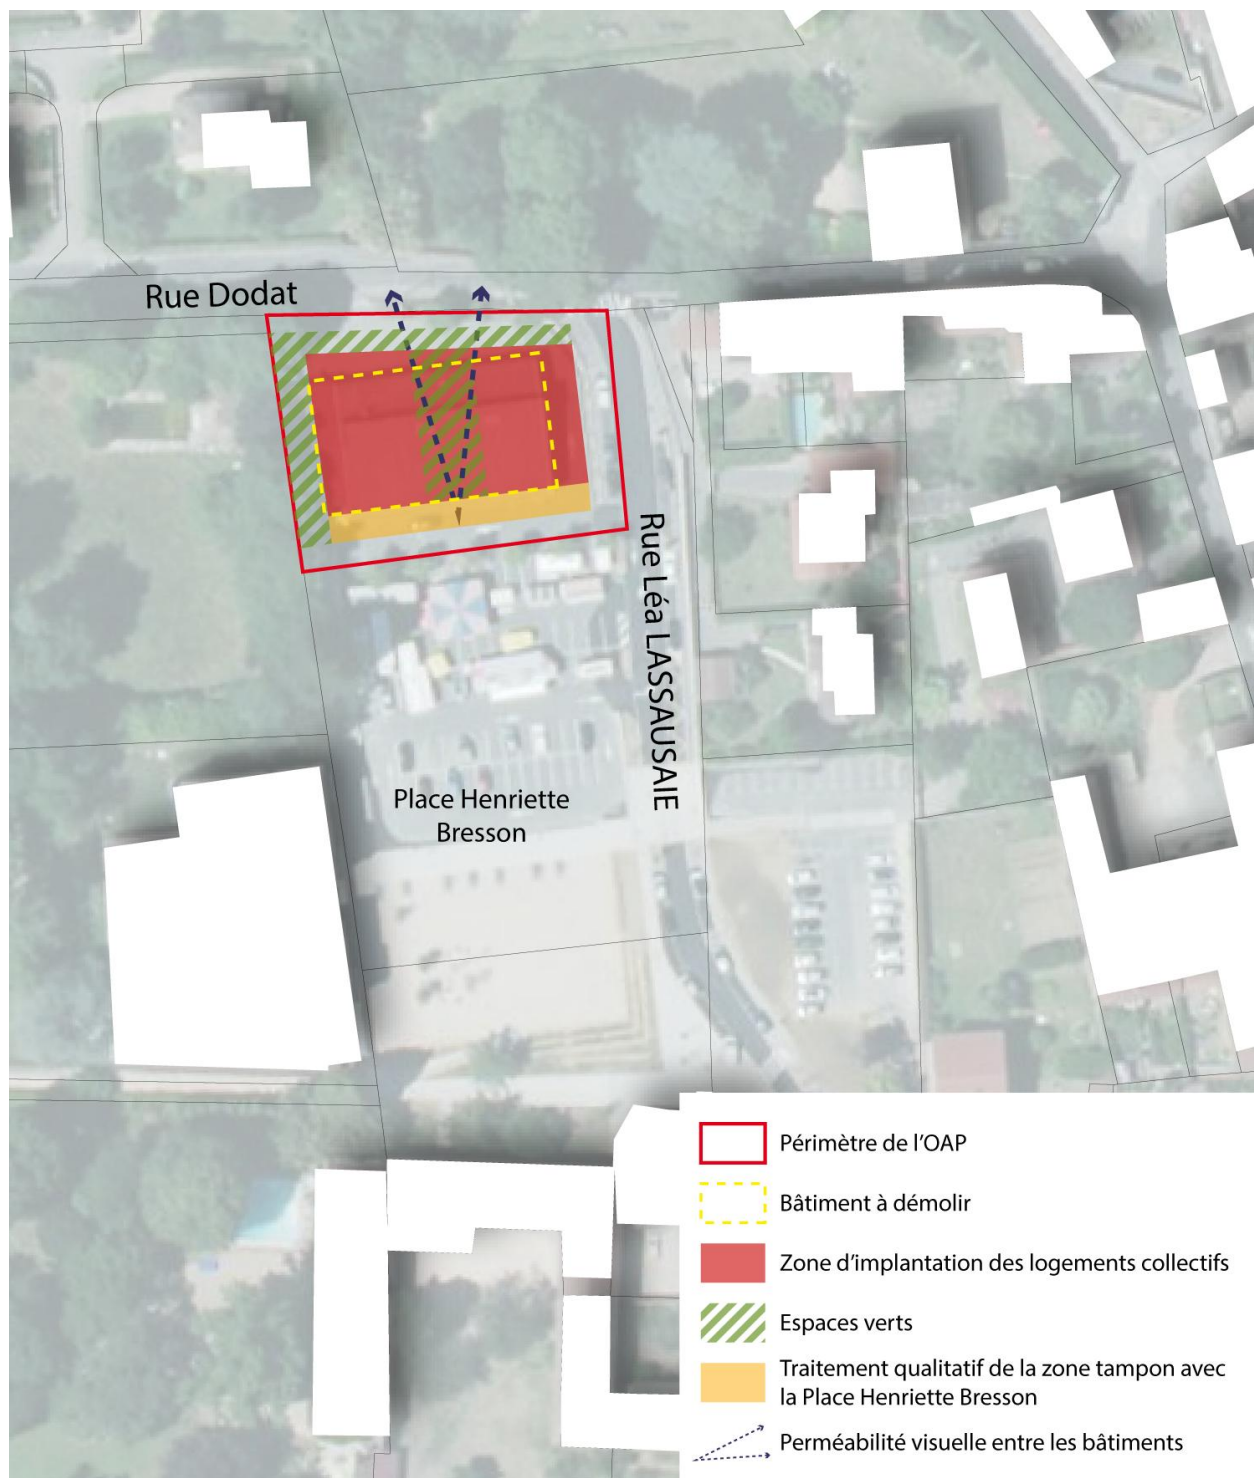 Rue Dodat
Rue Léa LASSAUSAIE
Place Henriette
Bresson
Périmètre de l'OAP
Bâtiment à démolir
Zone d'implantation des logements collectifs
Espaces verts
Traitement qualitatif de la zone tampon avec
la Place Henriette Bresson
Perméabilité visuelle entre les bâtiments